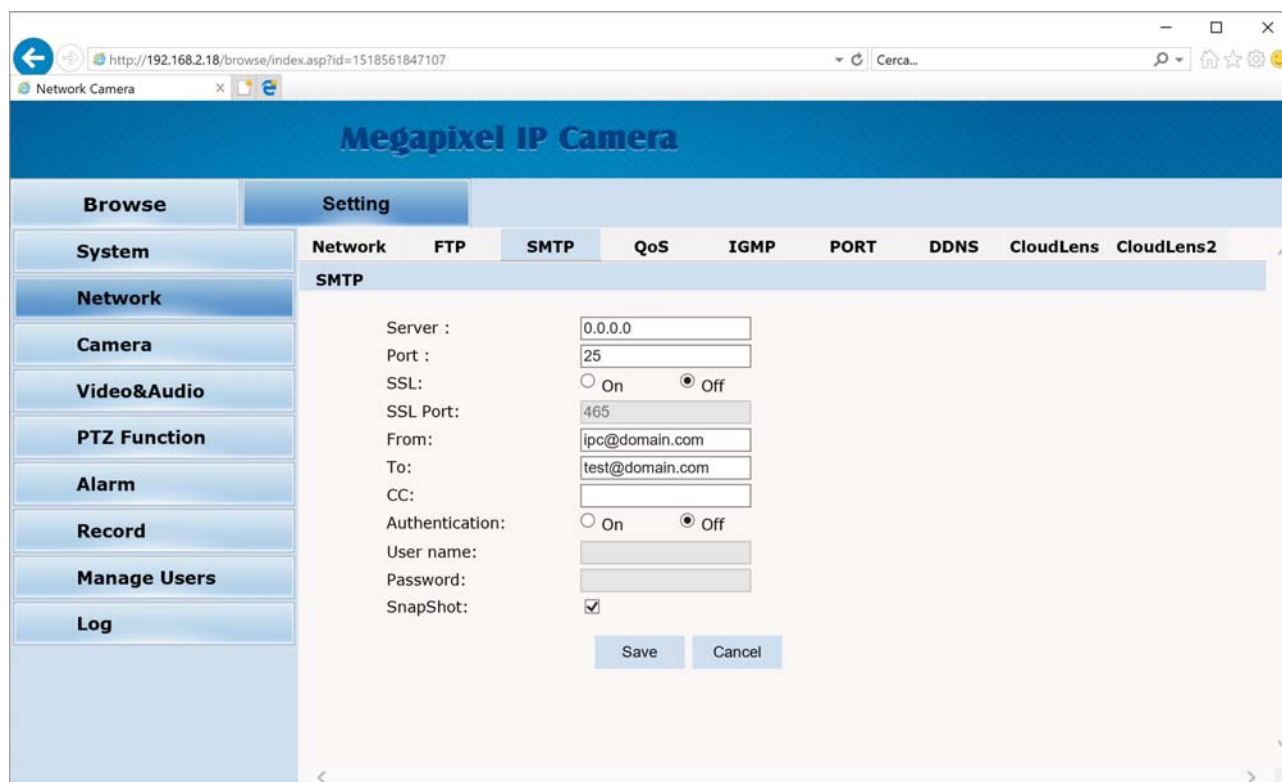 http://192.168.2.18/browse/index.asp?id=1518561847107
Cerca...
Network Camera
Megapixel IP Camera
Browse
Setting
System
Network
Camera
Video&Audio
PTZ Function
Alarm
Record
Manage Users
Log
Network FTP SMTP QoS IGMP PORT DDNS CloudLens CloudLens2
SMTP
Server : 0.0.0.0
Port : 25
SSL: On Off
SSL Port: 465
From: ipc@domain.com
To: test@domain.com
CC:
Authentication: On Off
User name:
Password:
SnapShot:
Save Cancel